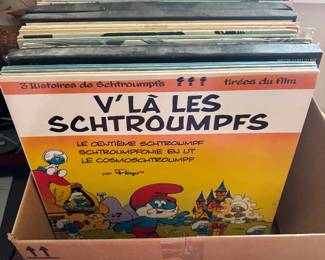 3 Histoires de Schtroumpfs tirées du film
V'LÀ LES
SCHTROUMPFS
LE CENTIÈME SCHTROUMPF
SCHTROUMPFONIE EN UT
LE COSMOSCHTROUMPF
par Peyo